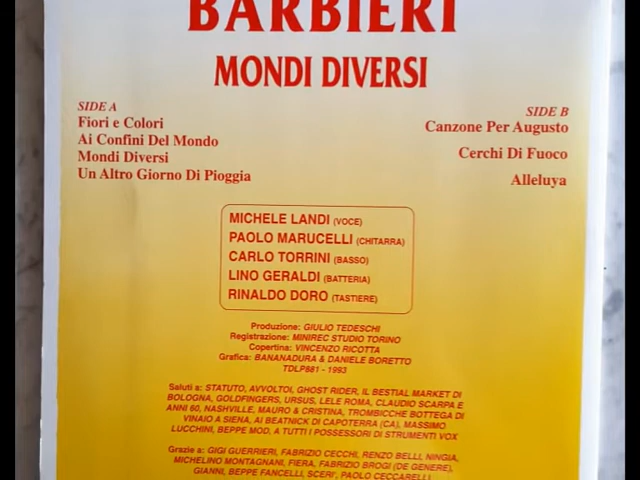 BARBIERI
MONDI DIVERSI
SIDE A
Fiori e Colori
Ai Confini Del Mondo
Mondi Diversi
Un Altro Giorno Di Pioggia
SIDE B
Canzone Per Augusto
Cerchi Di Fuoco
Alleluya
MICHELE LANDI (VOCE)
PAOLO MARUCELLI (CHITARRA)
CARLO TORRINI (BASSO)
LINO GERALDI (BATTERIA)
RINALDO DORO (TASTIERE)
Produzione: GIULIO TEDESCHI
Registrazione: MINIREC STUDIO TORINO
Copertina: VINCENZO RICOTTA
Grafica: BANANADURA & DANIELE BORETTO
TDLP881 - 1993
Saluti a: STATUTO, AVVOLTOI, GHOST RIDER, IL BESTIAL MARKET DI
BOLOGNA, GOLDFINGERS, URSUS, LELE ROMA, CLAUDIO SCARPA E
ANNI 60, NASHVILLE, MAURO & CRISTINA, TROMBICCHE BOTTEGA DI
VINAIO A SIENA, AI BEATNICK DI CAPOTERRA (CA), MASSIMO
LUCCHINI, BEPPE MOD, A TUTTI I POSSESSORI DI STRUMENTI VOX
Grazie a: GIGI GUERRIERI, FABRIZIO CECCHI, RENZO BELLI, NINGIA,
MICHELINO MONTAGNANI, FIERA, FABRIZIO BROGI (DE GENERE),
GIANNI, BEPPE FANCELLI, SCERI', PAOLO CECCARELLI